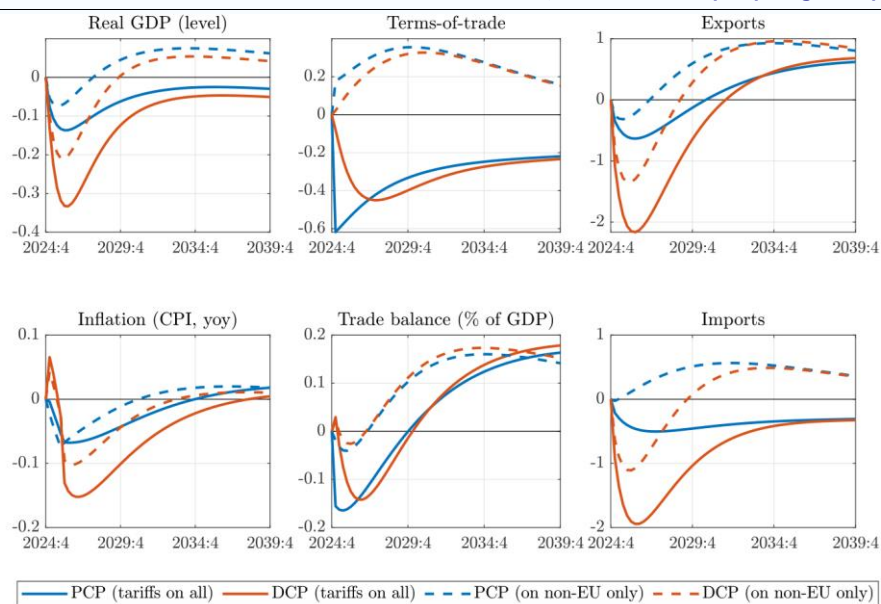 Real GDP (level)
0
-0.1
-0.2
-0.3
-0.4
2024:4 2029:4 2034:4 2039:4
Terms-of-trade
0.2
0
-0.2
-0.4
-0.6
2024:4 2029:4 2034:4 2039:4
Exports
1
0
-1
-2
2024:4 2029:4 2034:4 2039:4
Inflation (CPI, yoy)
0.1
0
-0.1
-0.2
2024:4 2029:4 2034:4 2039:4
Trade balance (% of GDP)
0.2
0.1
0
-0.1
-0.2
2024:4 2029:4 2034:4 2039:4
Imports
1
0
-1
-2
2024:4 2029:4 2034:4 2039:4
PCP (tariffs on all) DCP (tariffs on all) PCP (on non-EU only) DCP (on non-EU only)